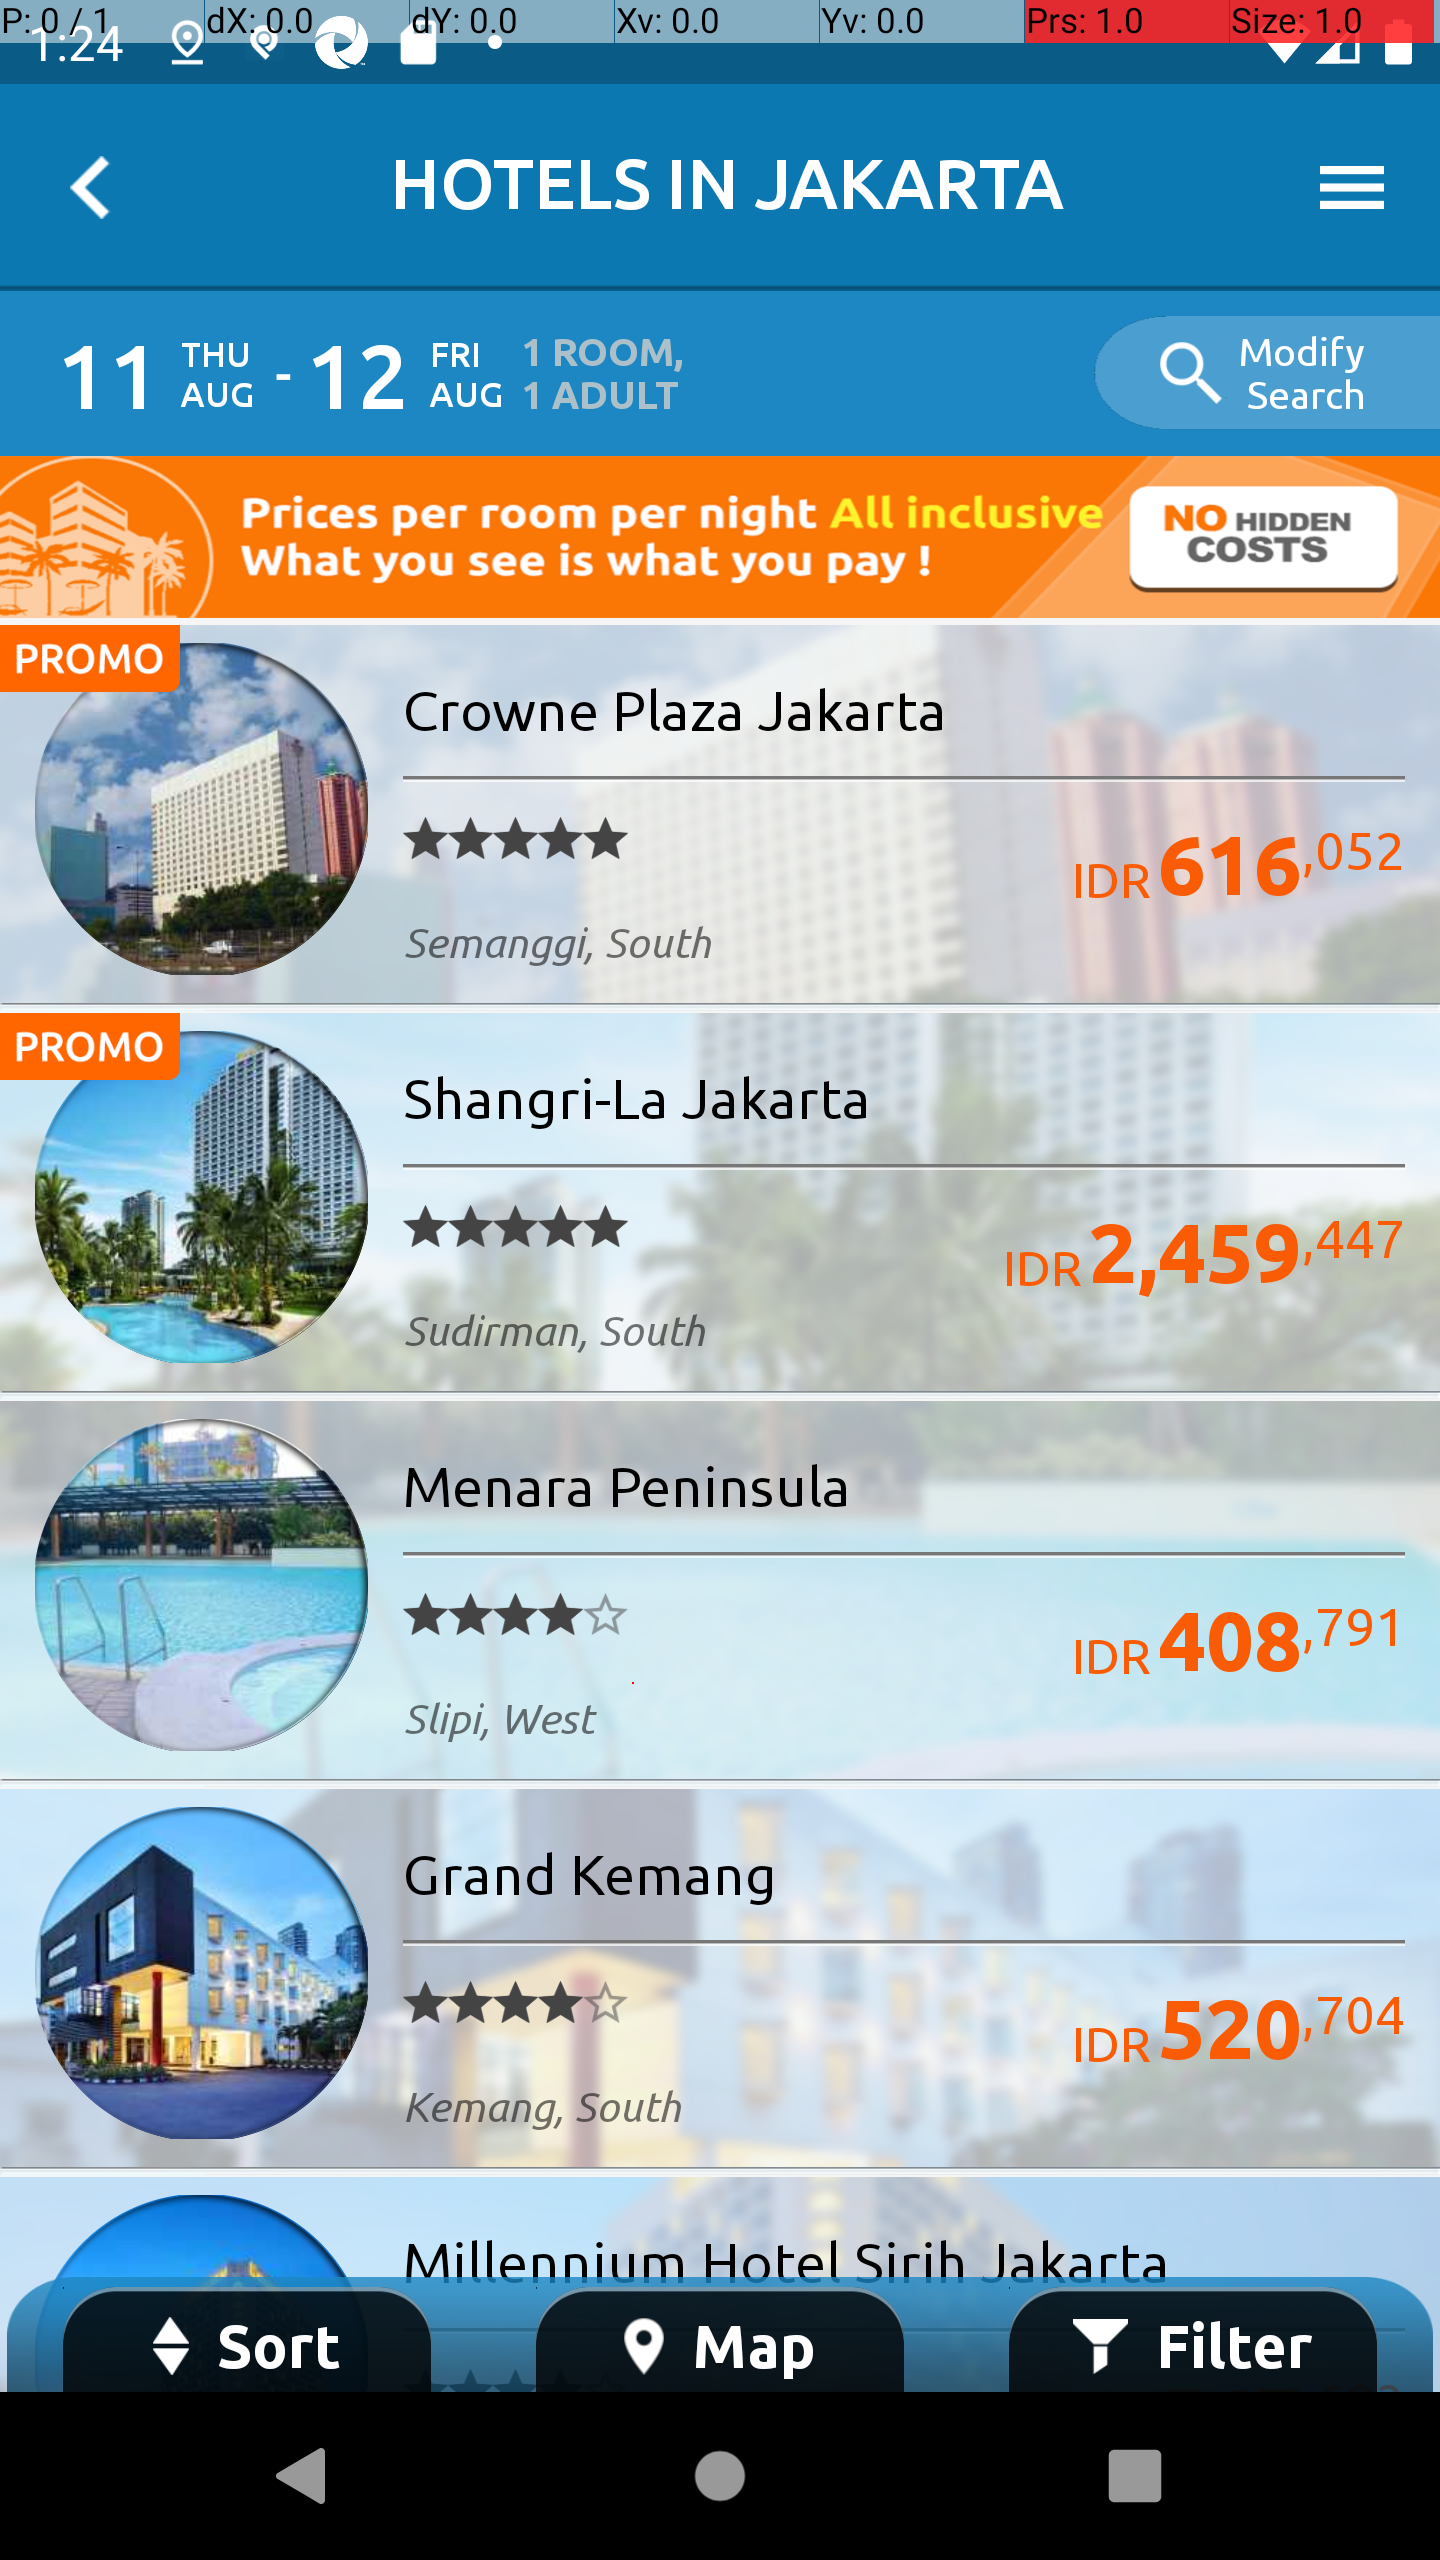 P: 0 / 1 dX: 0.0 dY: 0.0 Xv: 0.0 Yv: 0.0 Prs: 1.0 Size: 1.0
1:24
HOTELS IN JAKARTA
11 THU AUG - 12 FRI AUG 1 ROOM, 1 ADULT
Modify Search
Prices per room per night All inclusive
What you see is what you pay !
NO HIDDEN
COSTS
PROMO
Crowne Plaza Jakarta
IDR 616,052
Semanggi, South
PROMO
Shangri-La Jakarta
IDR 2,459,447
Sudirman, South
Menara Peninsula
IDR 408,791
Slipi, West
Grand Kemang
IDR 520,704
Kemang, South
Millennium Hotel Sirih Jakarta
Sort Map Filter